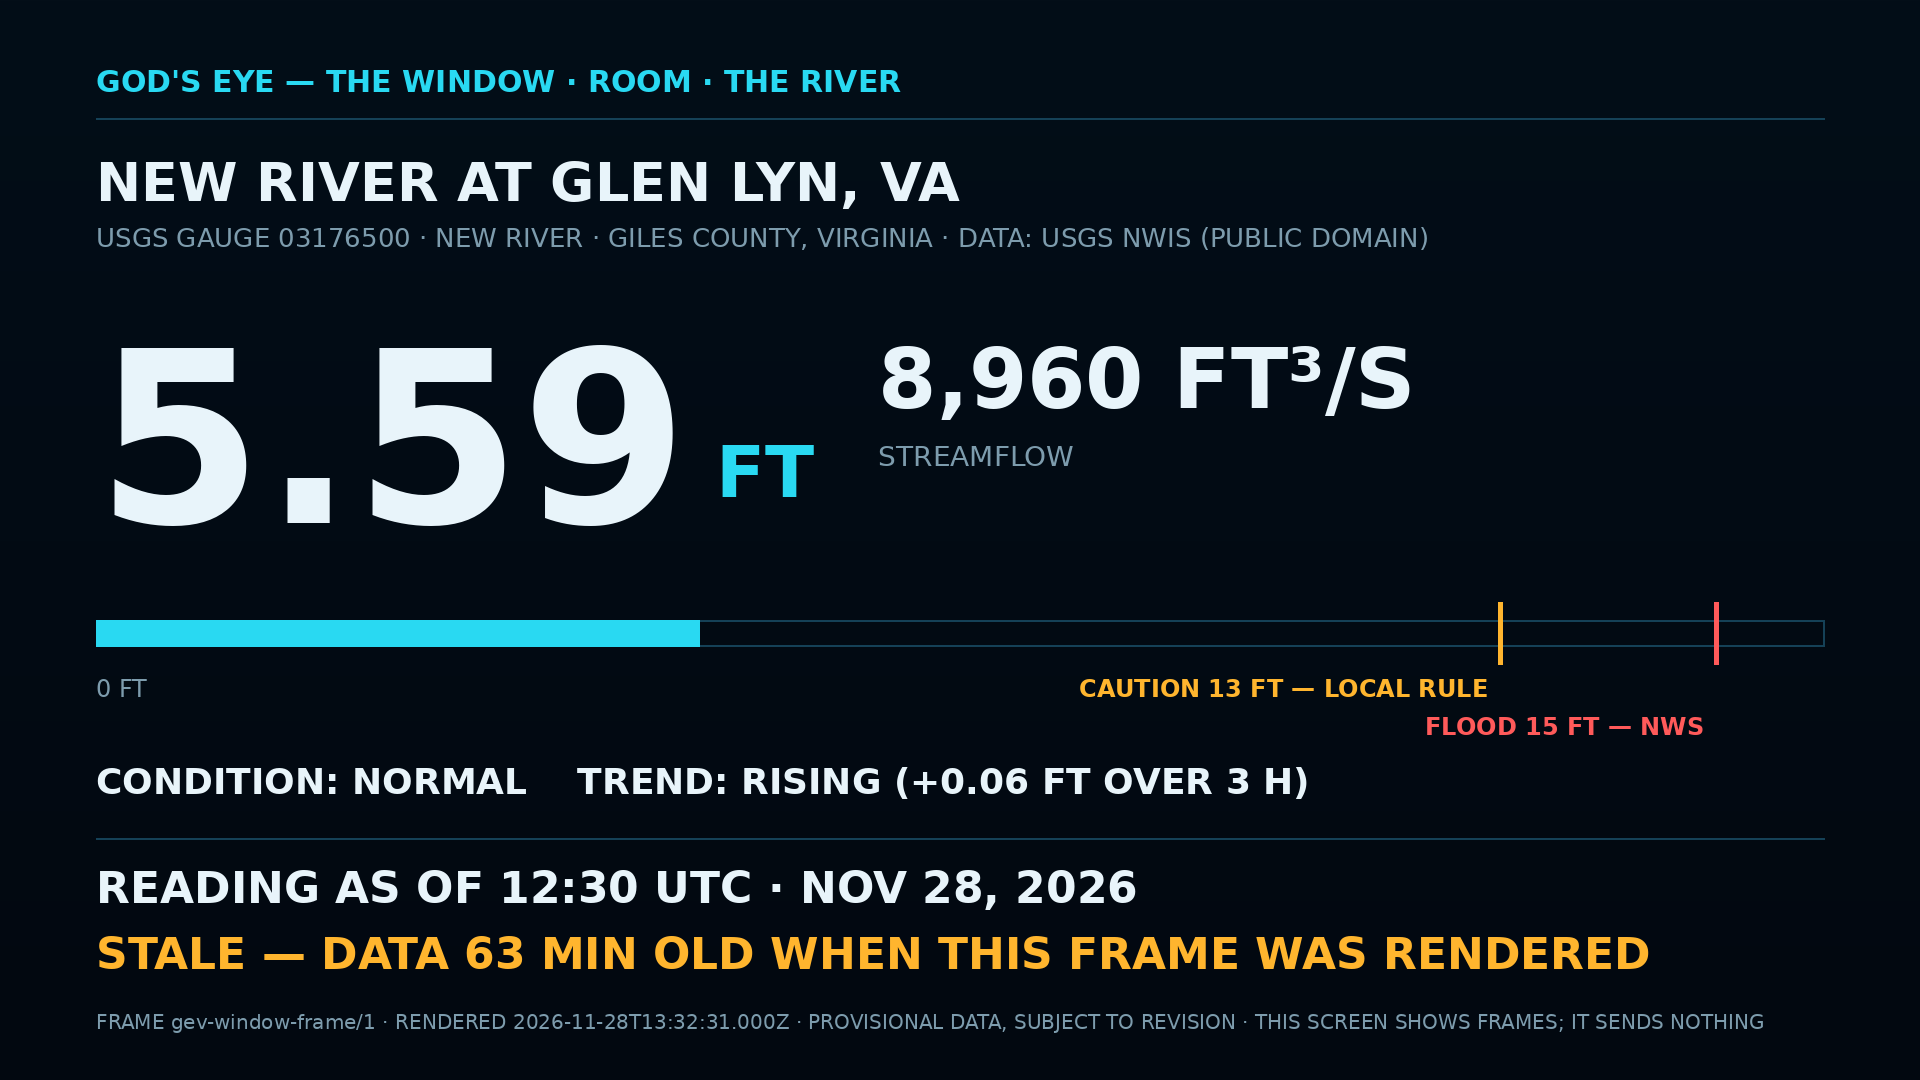 GOD'S EYE — THE WINDOW · ROOM · THE RIVER
NEW RIVER AT GLEN LYN, VA
USGS GAUGE 03176500 · NEW RIVER · GILES COUNTY, VIRGINIA · DATA: USGS NWIS (PUBLIC DOMAIN)
5.59 FT
8,960 FT³/S
STREAMFLOW
0 FT
CAUTION 13 FT — LOCAL RULE
FLOOD 15 FT — NWS
CONDITION: NORMAL TREND: RISING (+0.06 FT OVER 3 H)
READING AS OF 12:30 UTC · NOV 28, 2026
STALE — DATA 63 MIN OLD WHEN THIS FRAME WAS RENDERED
FRAME gev-window-frame/1 · RENDERED 2026-11-28T13:32:31.000Z · PROVISIONAL DATA, SUBJECT TO REVISION · THIS SCREEN SHOWS FRAMES; IT SENDS NOTHING